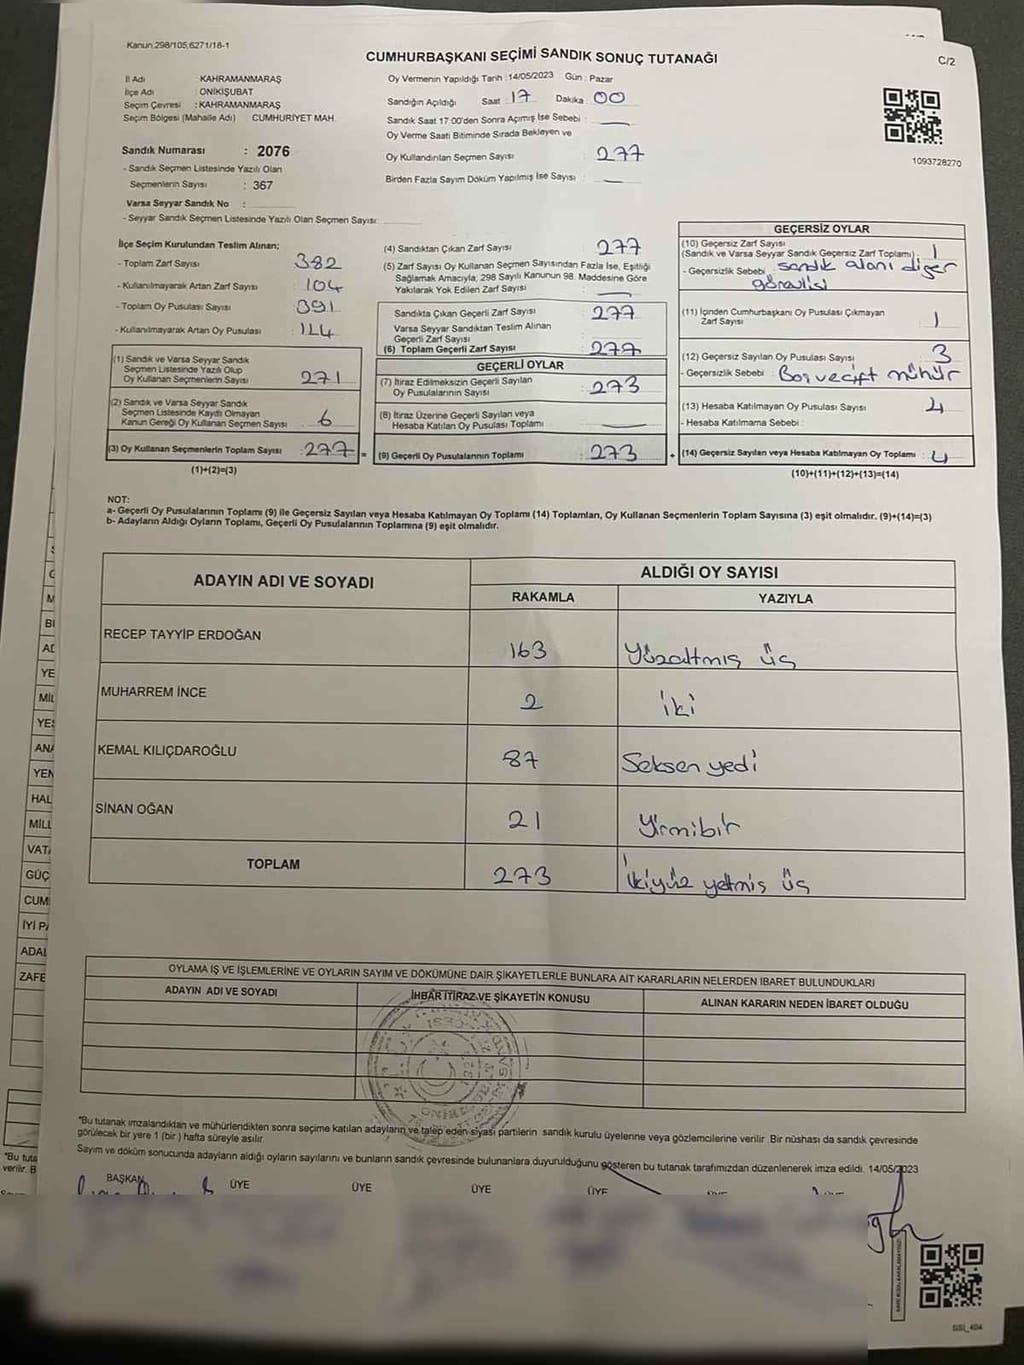 Kanun:298/105,6271/18-1
CUMHURBAŞKANI SEÇİMİ SANDIK SONUÇ TUTANAĞI
C/2
İl Adı : KAHRAMANMARAŞ
İlçe Adı : ONİKİŞUBAT
Seçim Çevresi : KAHRAMANMARAŞ
Seçim Bölgesi (Mahalle Adı) CUMHURİYET MAH.
Oy Vermenin Yapıldığı Tarih :14/05/2023 Gün : Pazar
Sandığın Açıldığı Saat 17 Dakika 00
Sandık Saat 17:00'den Sonra Açımış İse Sebebi :
Oy Verme Saati Bitiminde Sırada Bekleyen ve
Oy Kullandırılan Seçmen Sayısı : 277
Birden Fazla Sayım Döküm Yapılmış İse Sayısı :
1093728270
Sandık Numarası : 2076
- Sandık Seçmen Listesinde Yazılı Olan
Seçmenlerin Sayısı : 367
Varsa Seyyar Sandık No :
- Seyyar Sandık Seçmen Listesinde Yazılı Olan Seçmen Sayısı:
İlçe Seçim Kurulundan Teslim Alınan;
- Toplam Zarf Sayısı : 382
- Kullanılmayarak Artan Zarf Sayısı : 104
- Toplam Oy Pusulası Sayısı : 391
- Kullanılmayarak Artan Oy Pusulası : 114
(1) Sandık ve Varsa Seyyar Sandık
Seçmen Listesinde Yazılı Olup
Oy Kullanan Seçmenlerin Sayısı : 271
(2) Sandık ve Varsa Seyyar Sandık
Seçmen Listesinde Kayıtlı Olmayan
Kanun Gereği Oy Kullanan Seçmen Sayısı : 6
(3) Oy Kullanan Seçmenlerin Toplam Sayısı : 277 =
(1)+(2)=(3)
(4) Sandıktan Çıkan Zarf Sayısı : 277
(5) Zarf Sayısı Oy Kullanan Seçmen Sayısından Fazla İse, Eşitliği
Sağlamak Amacıyla; 298 Sayılı Kanunun 98. Maddesine Göre
Yakılarak Yok Edilen Zarf Sayısı :
Sandıkta Çıkan Geçerli Zarf Sayısı : 277
Varsa Seyyar Sandıktan Teslim Alınan
Geçerli Zarf Sayısı :
(6) Toplam Geçerli Zarf Sayısı : 277
GEÇERLİ OYLAR
(7) İtiraz Edilmeksizin Geçerli Sayılan
Oy Pusulalarının Sayısı : 273
(8) İtiraz Üzerine Geçerli Sayılan veya
Hesaba Katılan Oy Pusulası Toplamı :
(9) Geçerli Oy Pusulalarının Toplamı : 273 +
GEÇERSİZ OYLAR
(10) Geçersiz Zarf Sayısı
(Sandık ve Varsa Seyyar Sandık Geçersiz Zarf Toplamı) : 1
- Geçersizlik Sebebi : sandık alanı diğer
görevlisi
(11) İçinden Cumhurbaşkanı Oy Pusulası Çıkmayan
Zarf Sayısı : 1
(12) Geçersiz Sayılan Oy Pusulası Sayısı : 3
- Geçersizlik Sebebi : Boş ve çift mühür
(13) Hesaba Katılmayan Oy Pusulası Sayısı : 4
- Hesaba Katılmama Sebebi :
(14) Geçersiz Sayılan veya Hesaba Katılmayan Oy Toplamı : 4
(10)+(11)+(12)+(13)=(14)
NOT:
a- Geçerli Oy Pusulalarının Toplamı (9) ile Geçersiz Sayılan veya Hesaba Katılmayan Oy Toplamı (14) Toplamları, Oy Kullanan Seçmenlerin Toplam Sayısına (3) eşit olmalıdır. (9)+(14)=(3)
b- Adayların Aldığı Oyların Toplamı, Geçerli Oy Pusulalarının Toplamına (9) eşit olmalıdır.
ADAYIN ADI VE SOYADI
ALDIĞI OY SAYISI
RAKAMLA YAZIYLA
RECEP TAYYİP ERDOĞAN 163 Yüzaltmış üç
MUHARREM İNCE 2 iki
KEMAL KILIÇDAROĞLU 87 Seksen yedi
SİNAN OĞAN 21 Yirmibir
TOPLAM 273 İkiyüz yetmiş üç
OYLAMA İŞ VE İŞLEMLERİNE VE OYLARIN SAYIM VE DÖKÜMÜNE DAİR ŞİKAYETLERLE BUNLARA AİT KARARLARIN NELERDEN İBARET BULUNDUKLARI
ADAYIN ADI VE SOYADI İHBAR İTİRAZ VE ŞİKAYETİN KONUSU ALINAN KARARIN NEDEN İBARET OLDUĞU
*Bu tutanak imzalandıktan ve mühürlendikten sonra seçime katılan adayların ve talep eden siyasi partilerin sandık kurulu üyelerine veya gözlemcilerine verilir. Bir nüshası da sandık çevresinde
görülecek bir yere 1 (bir ) hafta süreyle asılır.
Sayım ve döküm sonucunda adayların aldığı oyların sayılarını ve bunların sandık çevresinde bulunanlara duyurulduğunu gösteren bu tutanak tarafımızdan düzenlenerek imza edildi. 14/05/2023
BAŞKAN ÜYE ÜYE ÜYE ÜYE
YE
MİL
YE
ANA
YEN
HAL
MİLL
VATA
GÜÇ
CUM
İYİ PA
ADAL
ZAFE
*Bu tuta
verilir. B